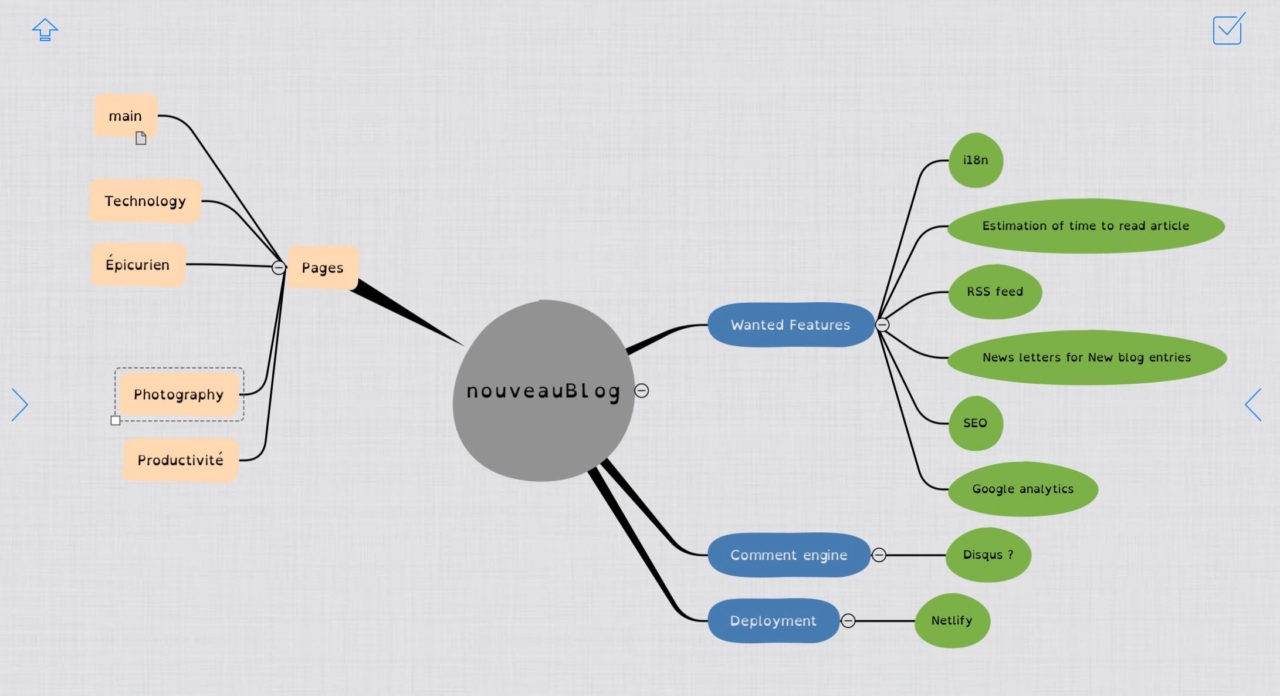 main
Technology
Épicurien
Pages
Photography
Productivité
nouveauBlog
Wanted Features
i18n
Estimation of time to read article
RSS feed
News letters for New blog entries
SEO
Google analytics
Comment engine
Disqus ?
Deployment
Netlify